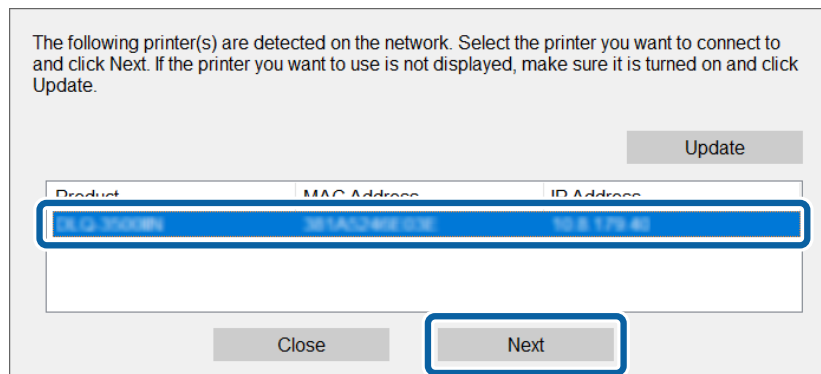 The following printer(s) are detected on the network. Select the printer you want to connect to
and click Next. If the printer you want to use is not displayed, make sure it is turned on and click
Update.
Update
Product MAC Address IP Address
Close Next